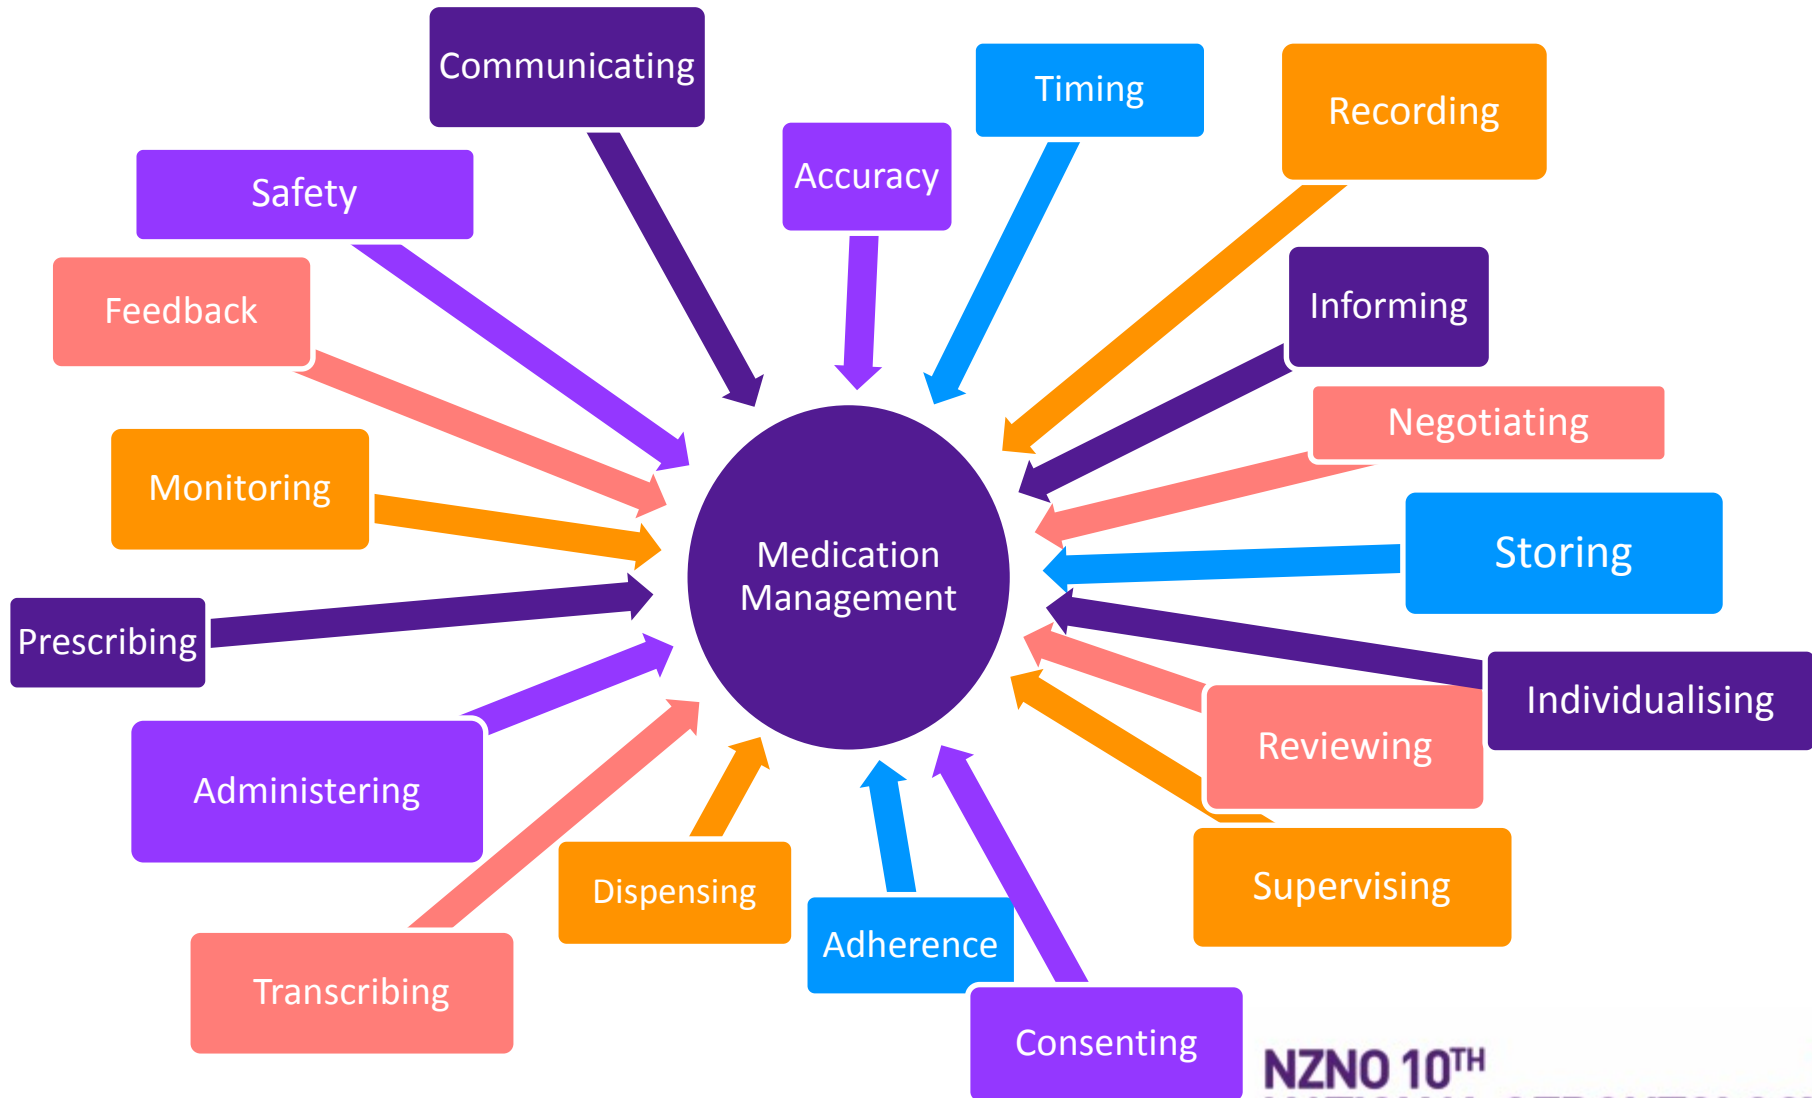 Communicating
Timing
Recording
Accuracy
Safety
Feedback
Informing
Negotiating
Monitoring
Storing
Medication
Management
Prescribing
Individualising
Reviewing
Administering
Supervising
Dispensing
Adherence
Transcribing
Consenting
NZNO 10TH